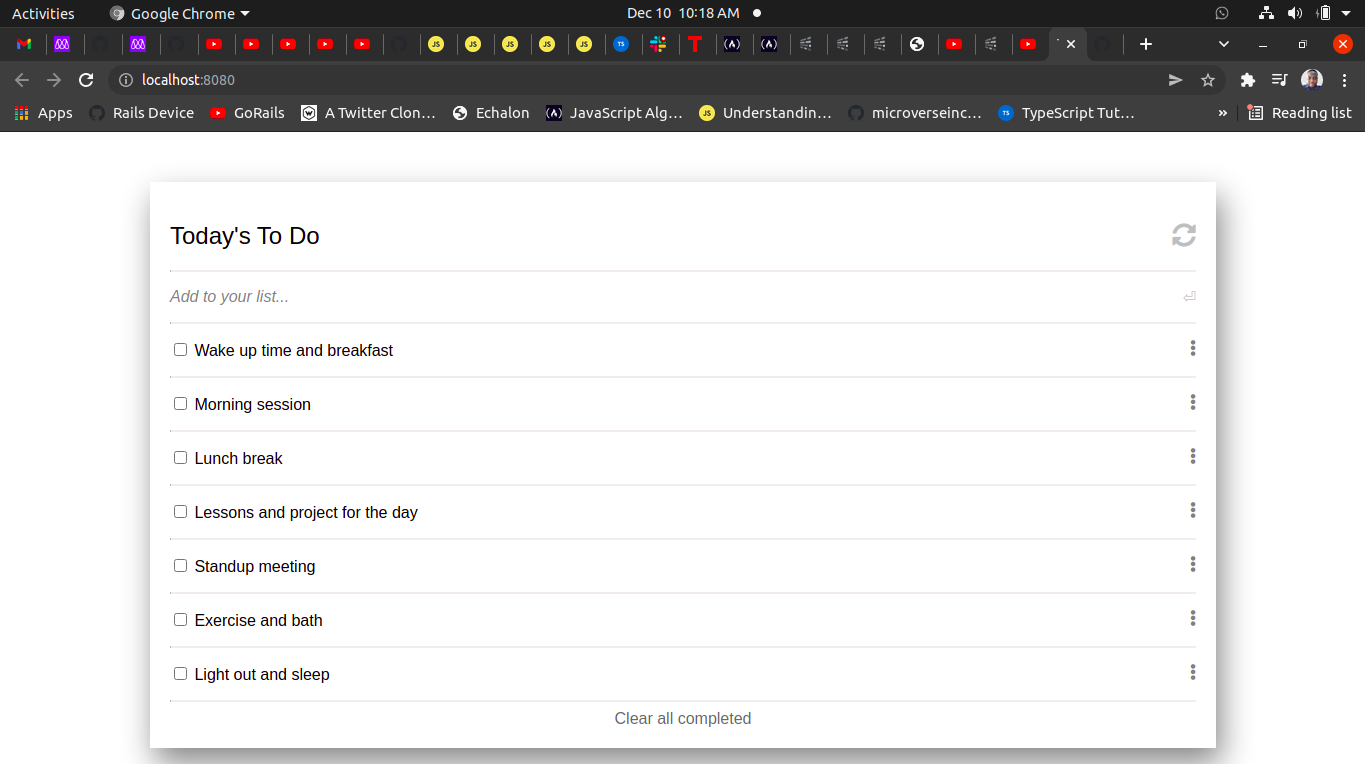 Activities Google Chrome Dec 10 10:18 AM
localhost:8080
Apps Rails Device GoRails A Twitter Clon... Echalon JavaScript Alg... Understandin... microverseinc... TypeScript Tut... » Reading list
Today's To Do
Add to your list...
Wake up time and breakfast
Morning session
Lunch break
Lessons and project for the day
Standup meeting
Exercise and bath
Light out and sleep
Clear all completed